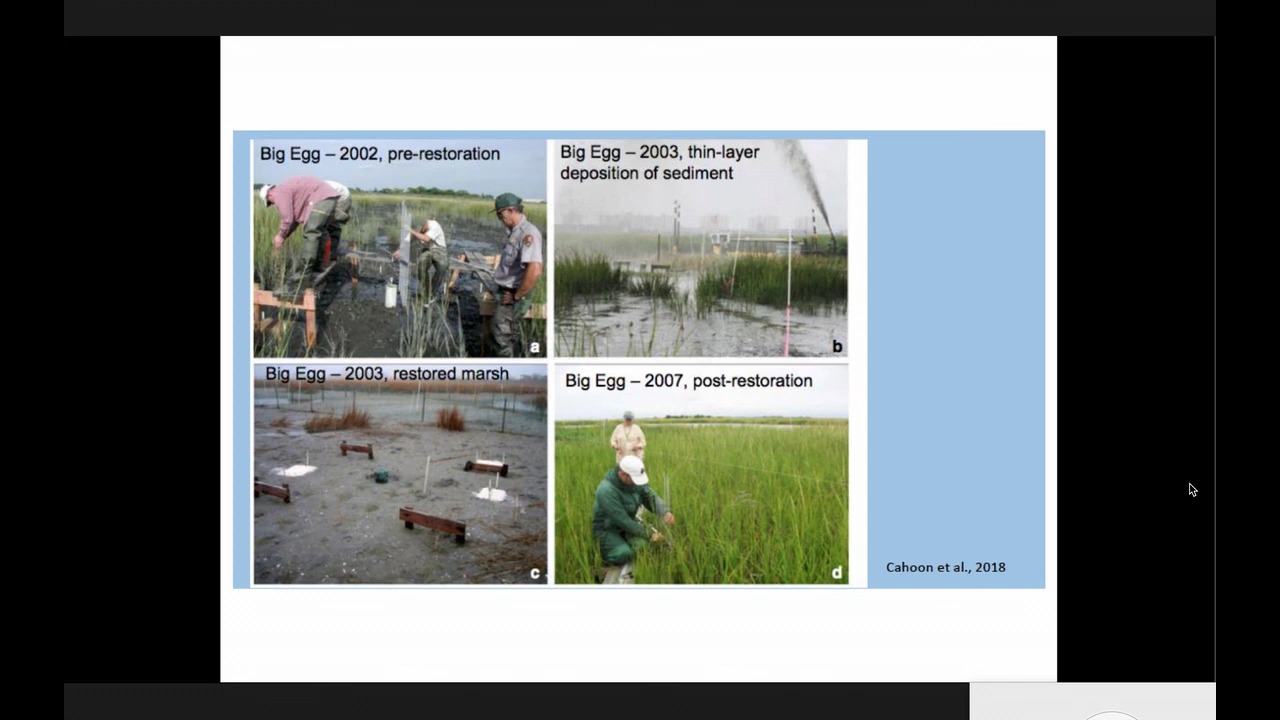 Big Egg – 2002, pre-restoration
a
Big Egg – 2003, thin-layer
deposition of sediment
b
Big Egg – 2003, restored marsh
c
Big Egg – 2007, post-restoration
d
Cahoon et al., 2018